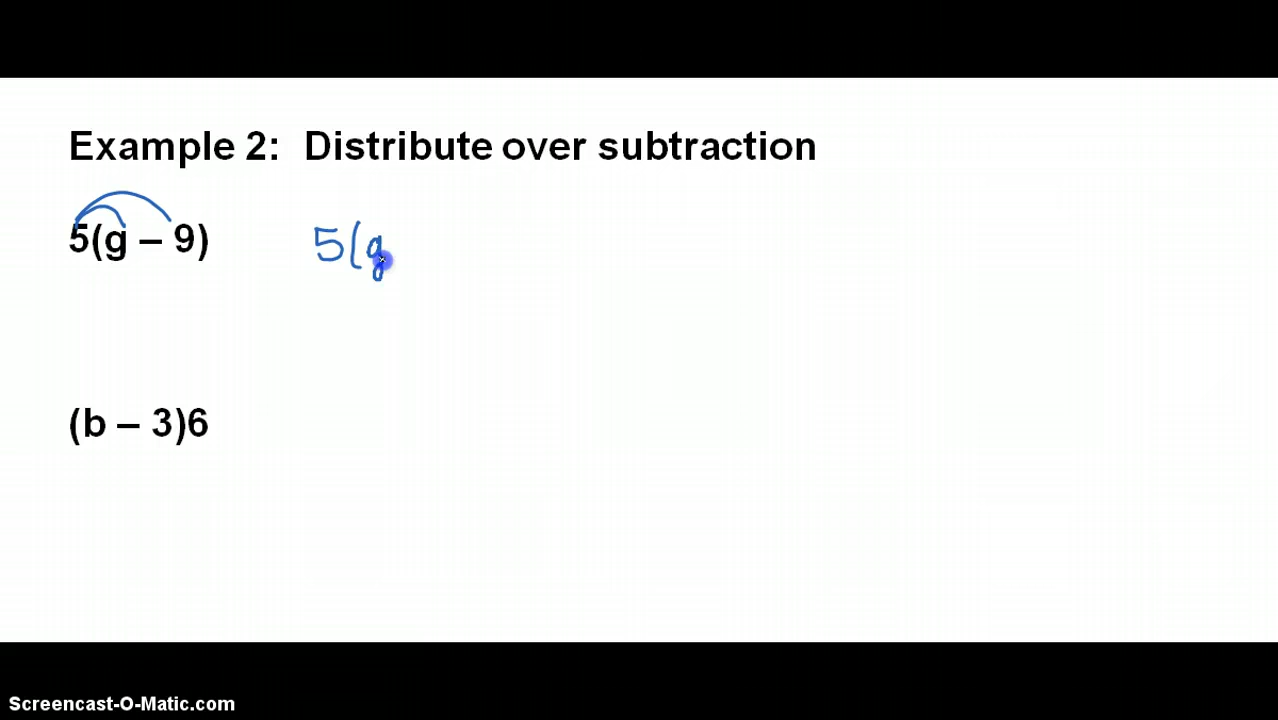 Example 2: Distribute over subtraction
5(g – 9) 5(g
(b – 3)6
Screencast-O-Matic.com